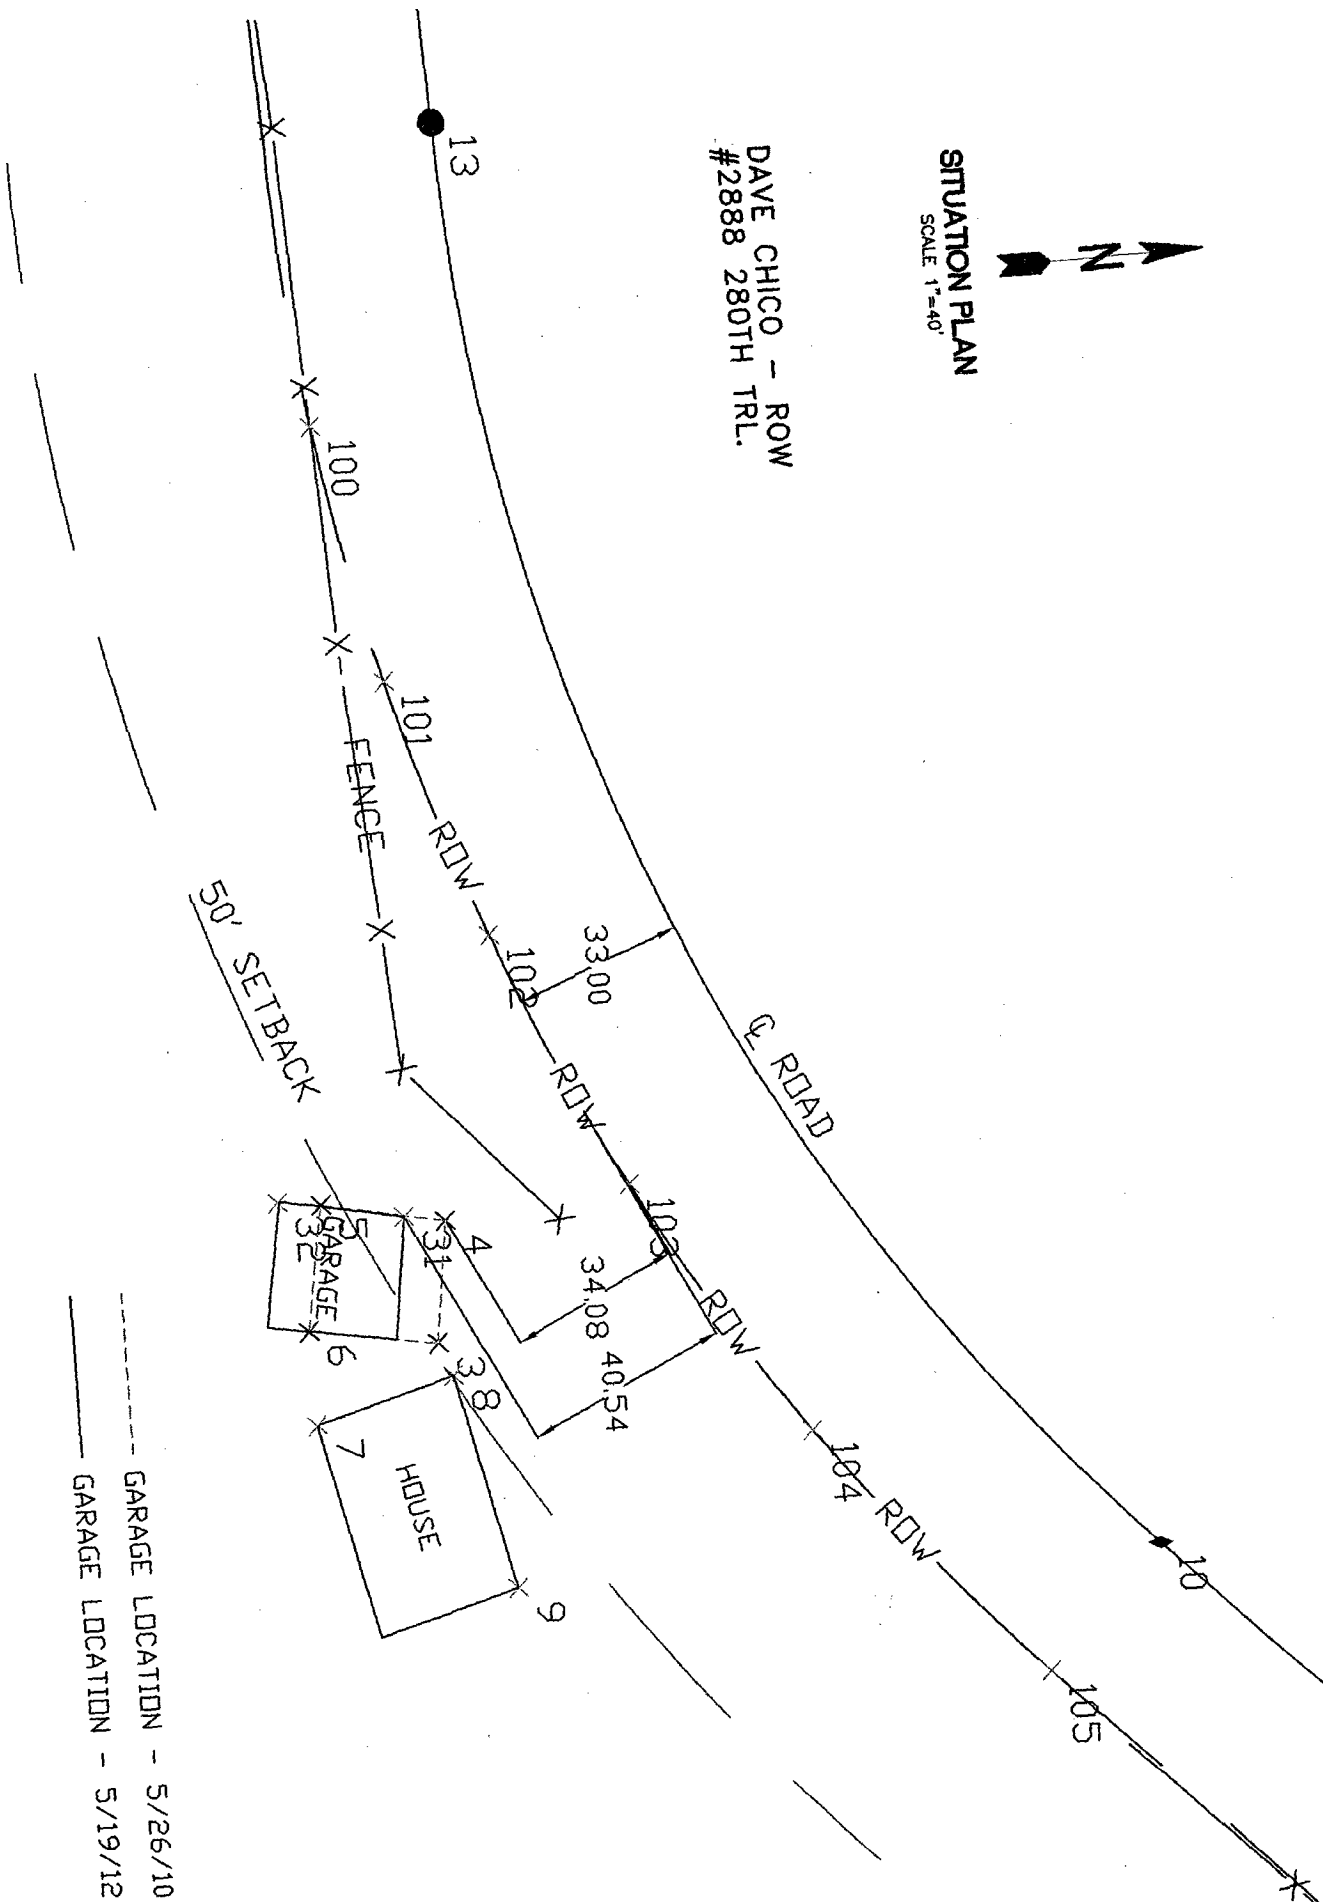 SITUATION PLAN
SCALE 1"=40'
N
DAVE CHICO - ROW
#2888 280TH TRL.
13
100
101
ROW
102
33.00
ROW
℄ ROAD
103
ROW
104
ROW
10
105
FENCE
50' SETBACK
4
31
5
32
GARAGE
6
3
34.08
40.54
8
7
HOUSE
9
GARAGE LOCATION - 5/26/10
GARAGE LOCATION - 5/19/12